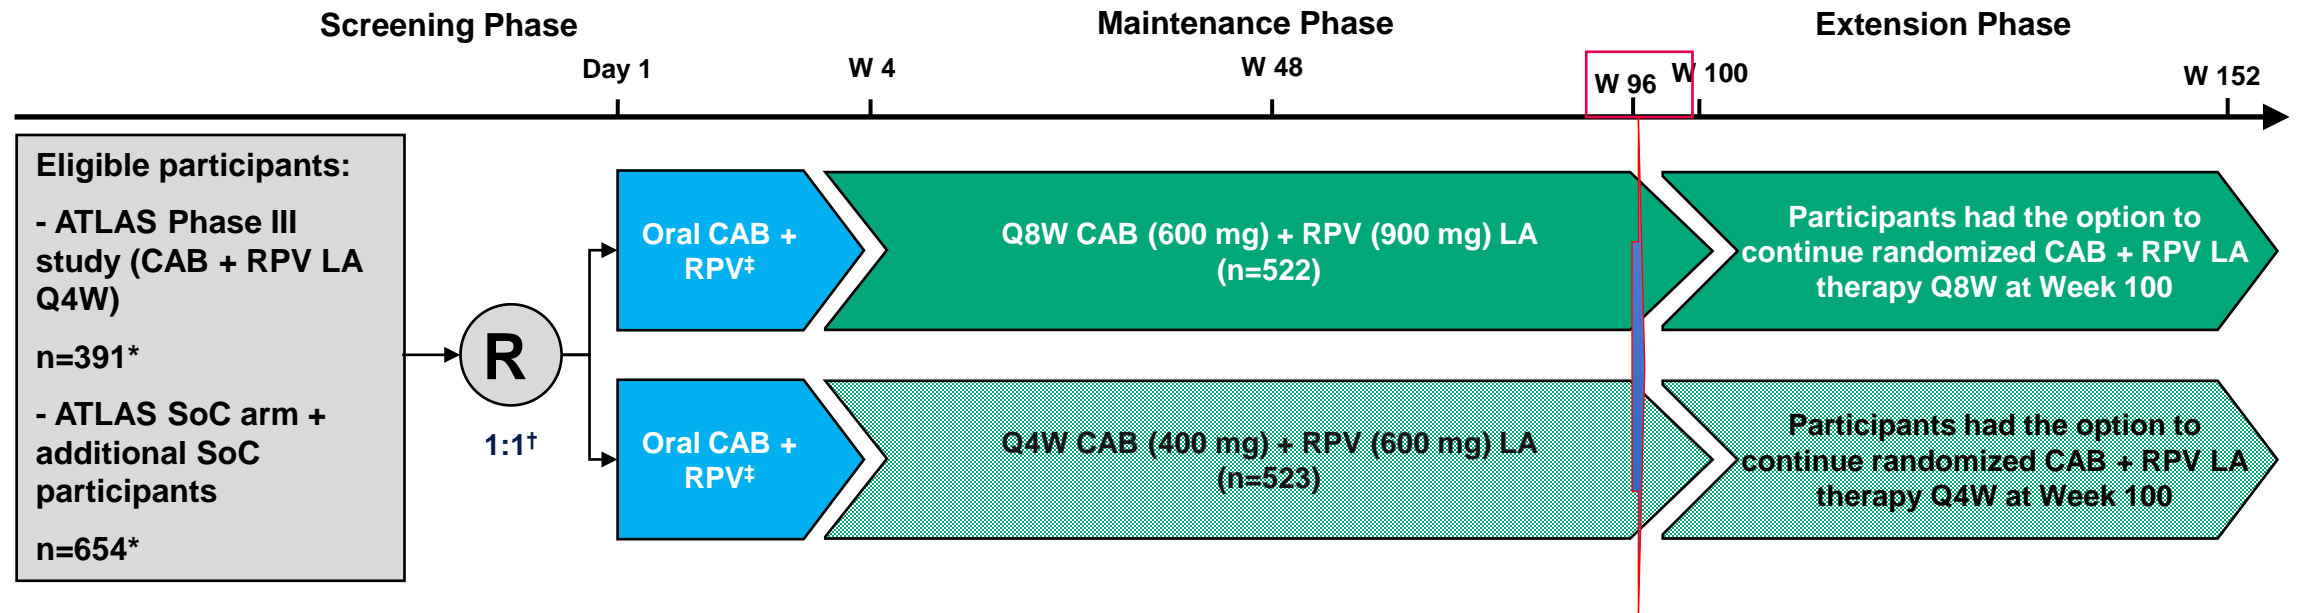 Screening Phase
Maintenance Phase
Extension Phase
Day 1
W 4
W 48
W 96
W 100
W 152
Eligible participants:
- ATLAS Phase III
study (CAB + RPV LA
Q4W)
n=391*
- ATLAS SoC arm +
additional SoC
participants
n=654*
R
1:1†
Oral CAB +
RPV‡
Q8W CAB (600 mg) + RPV (900 mg) LA
(n=522)
Participants had the option to
continue randomized CAB + RPV LA
therapy Q8W at Week 100
Oral CAB +
RPV‡
Q4W CAB (400 mg) + RPV (600 mg) LA
(n=523)
Participants had the option to
continue randomized CAB + RPV LA
therapy Q4W at Week 100